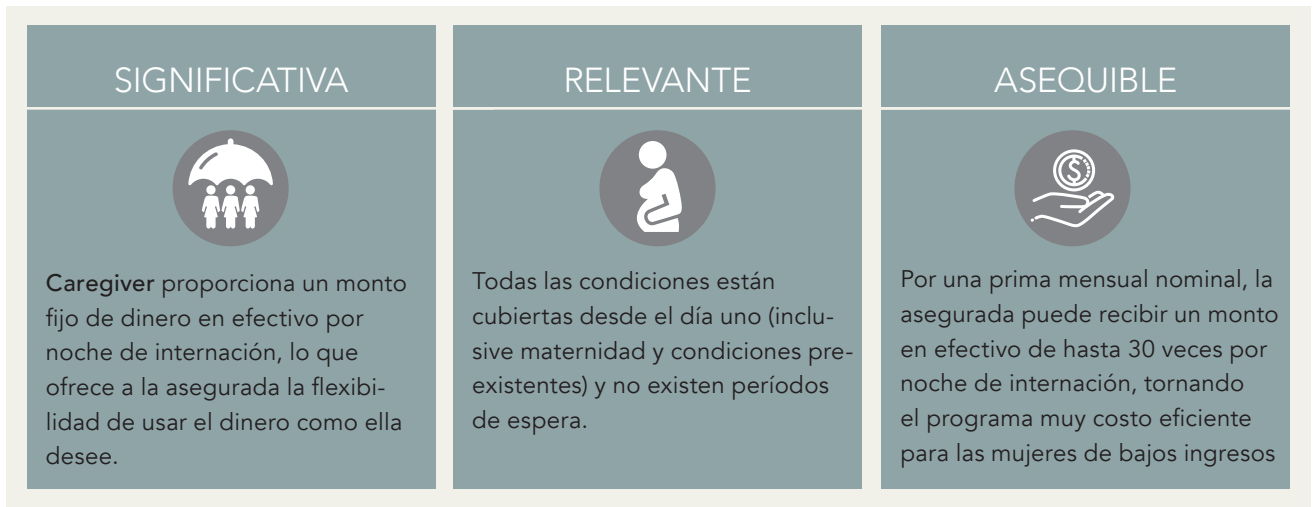 SIGNIFICATIVA
Caregiver proporciona un monto
fijo de dinero en efectivo por
noche de internación, lo que
ofrece a la asegurada la flexibi-
lidad de usar el dinero como ella
desee.
RELEVANTE
Todas las condiciones están
cubiertas desde el día uno (inclu-
sive maternidad y condiciones pre-
existentes) y no existen períodos
de espera.
ASEQUIBLE
$
Por una prima mensual nominal, la
asegurada puede recibir un monto
en efectivo de hasta 30 veces por
noche de internación, tornando
el programa muy costo eficiente
para las mujeres de bajos ingresos